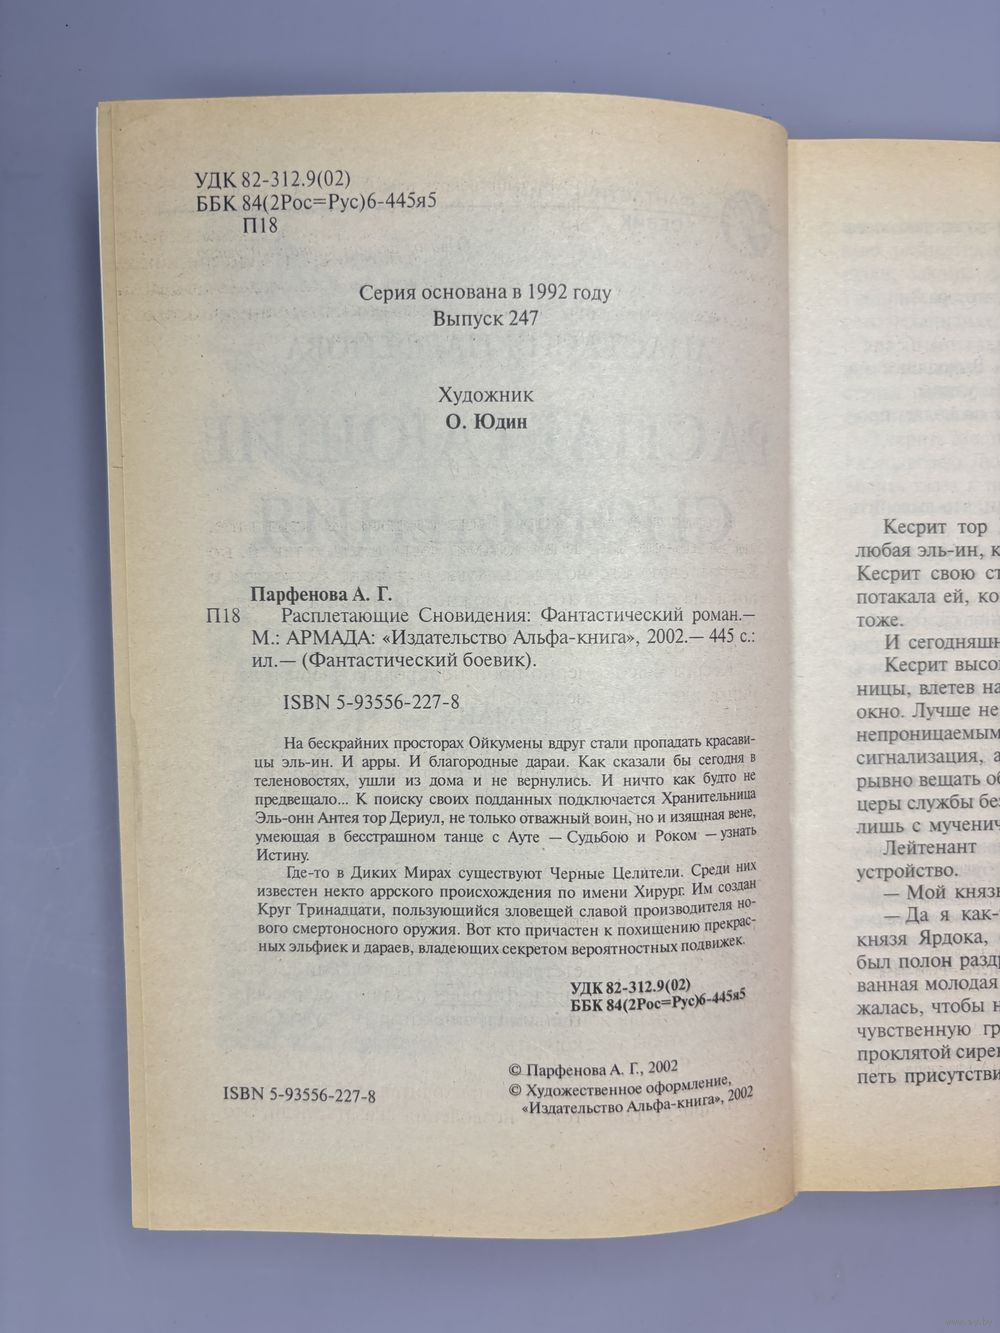 УДК 82-312.9(02)
ББК 84(2Рос=Рус)6-445я5
П18
Серия основана в 1992 году
Выпуск 247
Художник
О. Юдин
Парфенова А. Г.
П18 Расплетающие Сновидения: Фантастический роман.—
М.: АРМАДА: «Издательство Альфа-книга», 2002.— 445 с.:
ил.— (Фантастический боевик).
ISBN 5-93556-227-8
На бескрайних просторах Ойкумены вдруг стали пропадать красави-
цы эль-ин. И арры. И благородные дараи. Как сказали бы сегодня в
теленовостях, ушли из дома и не вернулись. И ничто как будто не
предвещало... К поиску своих подданных подключается Хранительница
Эль-онн Антея тор Дериул, не только отважный воин, но и изящная вене,
умеющая в бесстрашном танце с Ауте — Судьбою и Роком — узнать
Истину.
Где-то в Диких Мирах существуют Черные Целители. Среди них
известен некто аррского происхождения по имени Хирург. Им создан
Круг Тринадцати, пользующийся зловещей славой производителя но-
вого смертоносного оружия. Вот кто причастен к похищению прекрас-
ных эльфиек и дараев, владеющих секретом вероятностных подвижек.
УДК 82-312.9(02)
ББК 84(2Рос=Рус)6-445я5
© Парфенова А. Г., 2002
© Художественное оформление,
«Издательство Альфа-книга», 2002
ISBN 5-93556-227-8
Кесрит тор
любая эль-ин, к
Кесрит свою ст
потакала ей, ко
тоже.
И сегодняшн
Кесрит высо
ницы, влетев на
окно. Лучше не
непроницаемым
сигнализация, а
рывно вещать об
церы службы без
лишь с мученич
Лейтенант
устройство.
— Мой князь
— Да я как-
князя Ярдока,
был полон раздр
ванная молодая
жалась, чтобы н
чувственную гр
проклятой сирен
петь присутстви